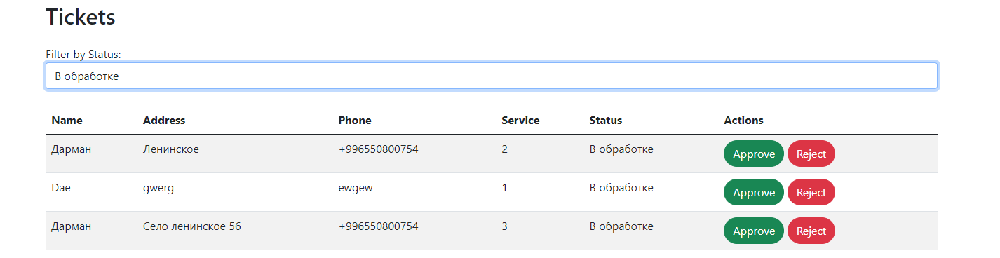 Tickets
Filter by Status:
В обработке
Name Address Phone Service Status Actions
Дарман Ленинское +996550800754 2 В обработке Approve Reject
Dae gwerg ewgew 1 В обработке Approve Reject
Дарман Село ленинское 56 +996550800754 3 В обработке Approve Reject